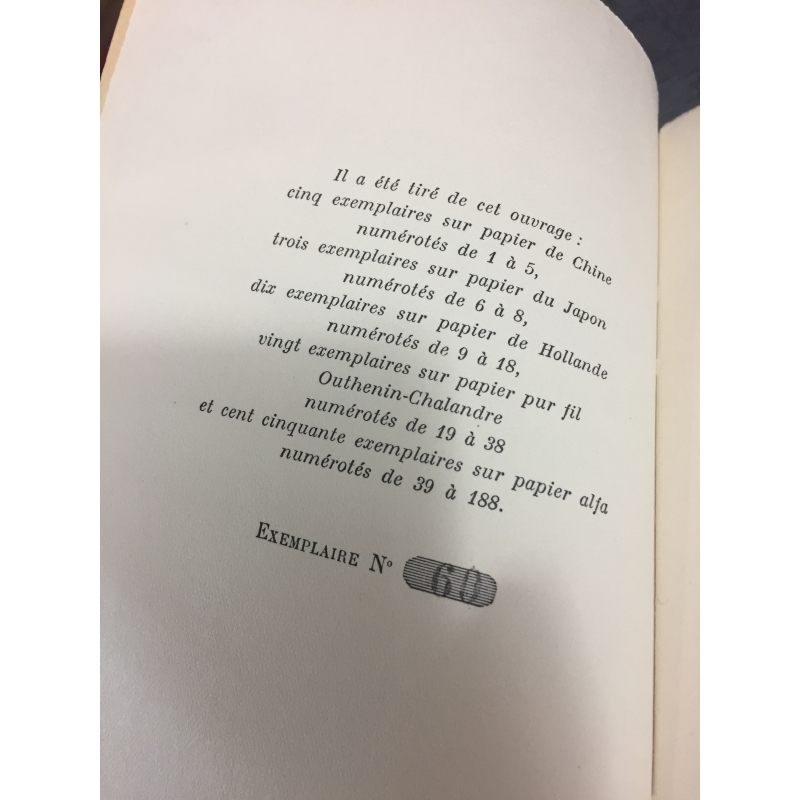 Il a été tiré de cet ouvrage :
cinq exemplaires sur papier de Chine
numérotés de 1 à 5,
trois exemplaires sur papier du Japon
numérotés de 6 à 8,
dix exemplaires sur papier de Hollande
numérotés de 9 à 18,
vingt exemplaires sur papier pur fil
Outhenin-Chalandre
numérotés de 19 à 38
et cent cinquante exemplaires sur papier alfa
numérotés de 39 à 188.
EXEMPLAIRE N° 60